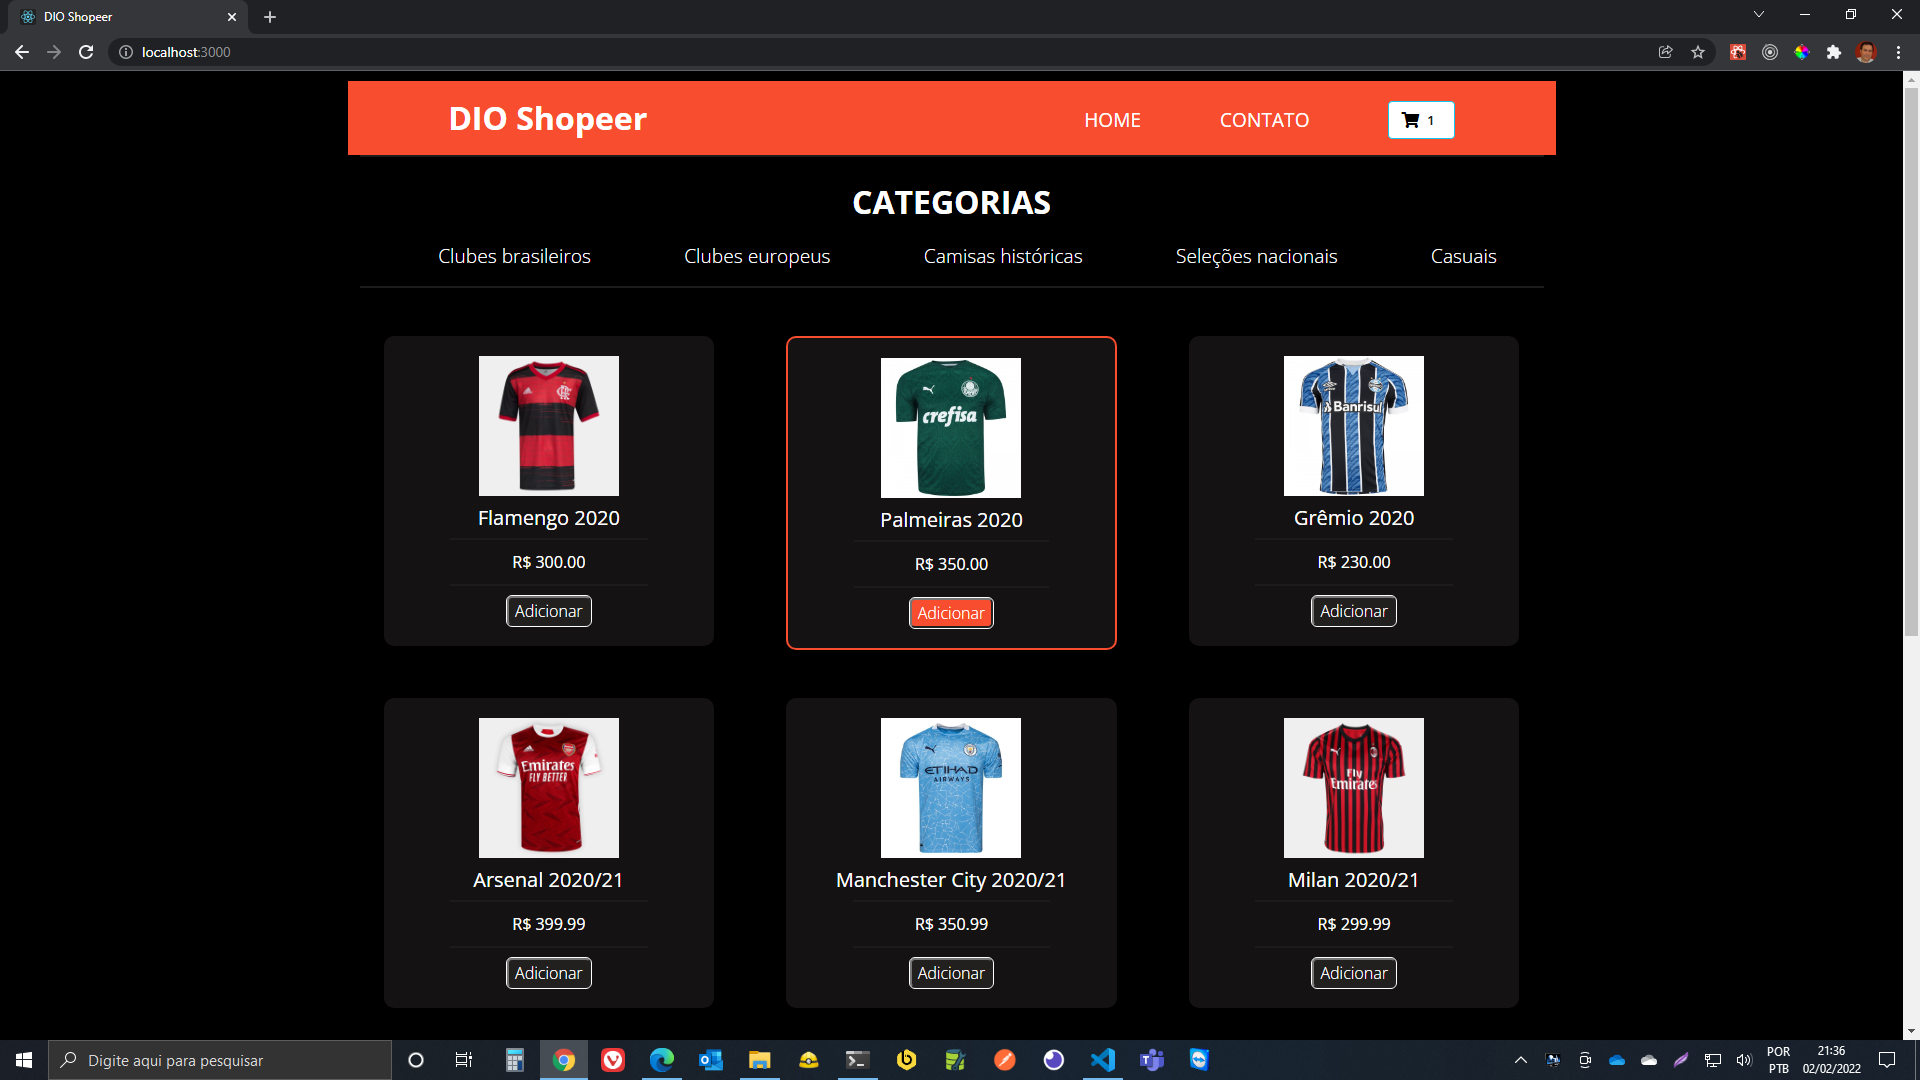 DIO Shopeer
localhost:3000
DIO Shopeer
HOME
CONTATO
1
CATEGORIAS
Clubes brasileiros
Clubes europeus
Camisas históricas
Seleções nacionais
Casuais
crefisa
Banrisul
Flamengo 2020
Palmeiras 2020
Grêmio 2020
R$ 300.00
R$ 350.00
R$ 230.00
Adicionar
Adicionar
Adicionar
Emirates
FLY BETTER
ETIHAD
AIRWAYS
Fly
Emirates
Arsenal 2020/21
Manchester City 2020/21
Milan 2020/21
R$ 399.99
R$ 350.99
R$ 299.99
Adicionar
Adicionar
Adicionar
Digite aqui para pesquisar
POR
PTB
21:36
02/02/2022